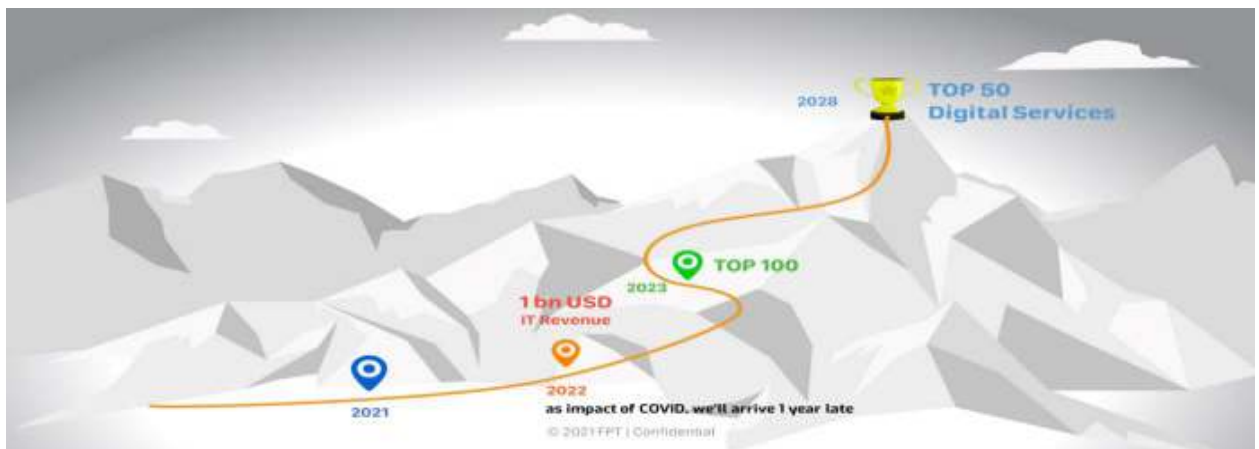 2028
TOP 50
Digital Services
TOP 100
2023
1 bn USD
IT Revenue
2021
2022
as impact of COVID. we'll arrive 1 year late
© 2021 FPT | Confidential